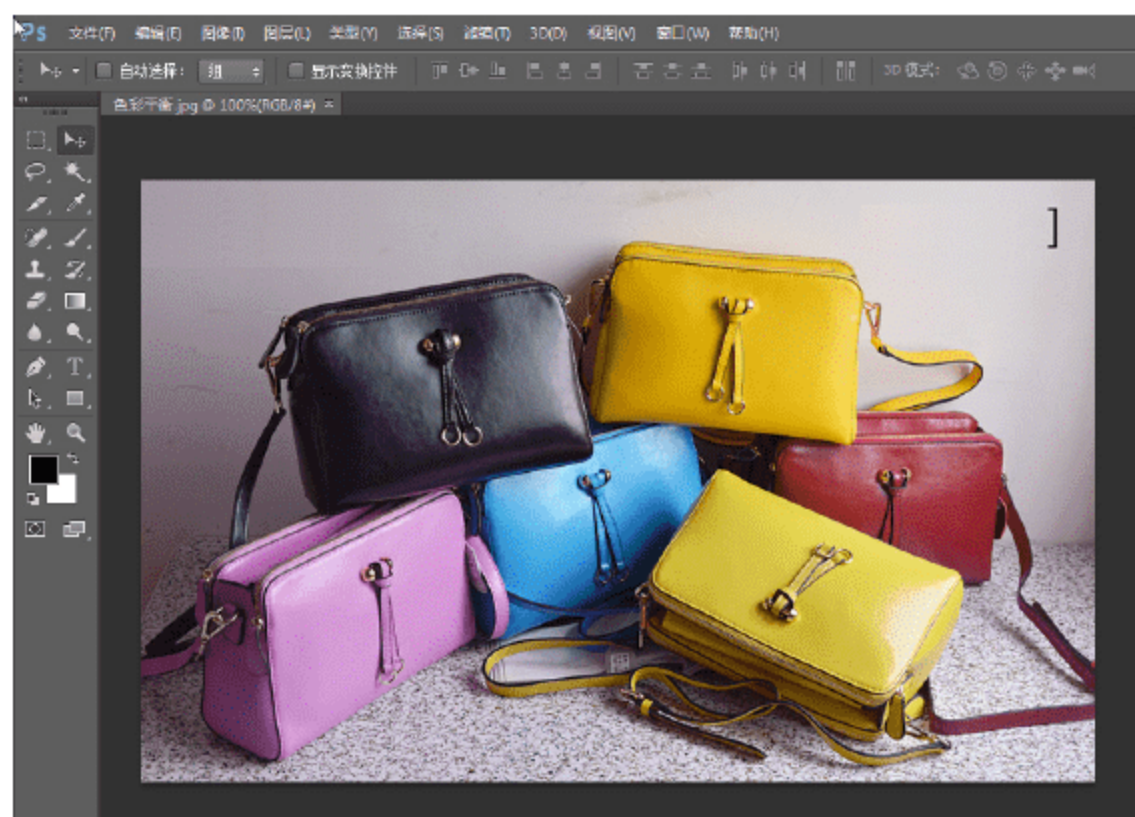 Ps 文件(F) 编辑(E) 图像(I) 图层(L) 类型(Y) 选择(S) 滤镜(T) 3D(D) 视图(V) 窗口(W) 帮助(H)
自动选择： 组 显示变换控件 3D 模式：
色彩平衡.jpg @ 100%(RGB/8#) ×
]
T